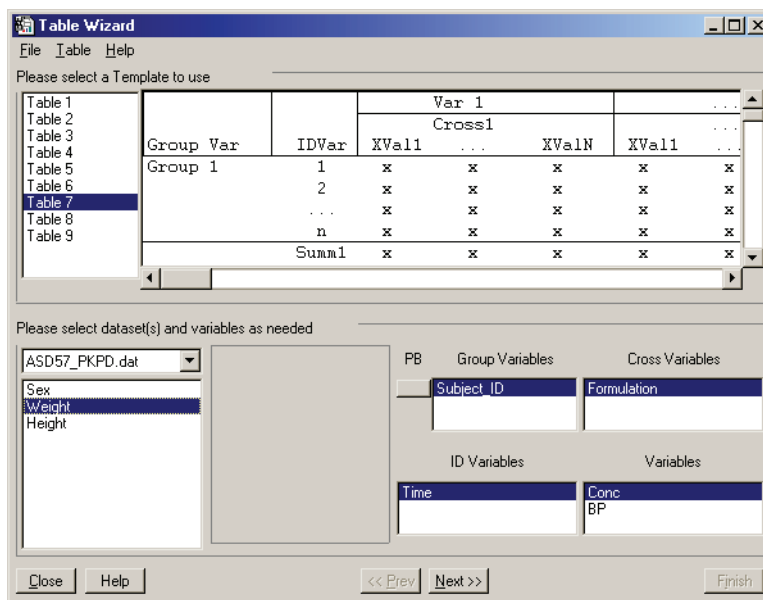 Table Wizard
File Table Help
Please select a Template to use
Table 1
Table 2
Table 3
Table 4
Table 5
Table 6
Table 7
Table 8
Table 9
Var 1 ...
Cross1 ...
Group Var IDVar XVal1 ... XValN XVal1 ...
Group 1 1 x x x x x
2 x x x x x
... x x x x x
n x x x x x
Summ1 x x x x x
Please select dataset(s) and variables as needed
ASD57_PKPD.dat
Sex
Weight
Height
PB Group Variables Cross Variables
Subject_ID Formulation
ID Variables Variables
Time Conc
BP
Close Help << Prev Next >> Finish